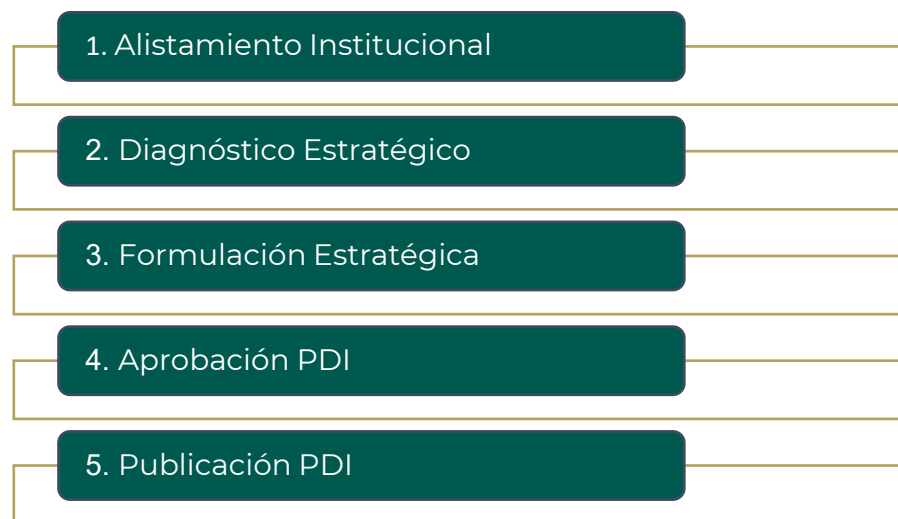 1. Alistamiento Institucional
2. Diagnóstico Estratégico
3. Formulación Estratégica
4. Aprobación PDI
5. Publicación PDI